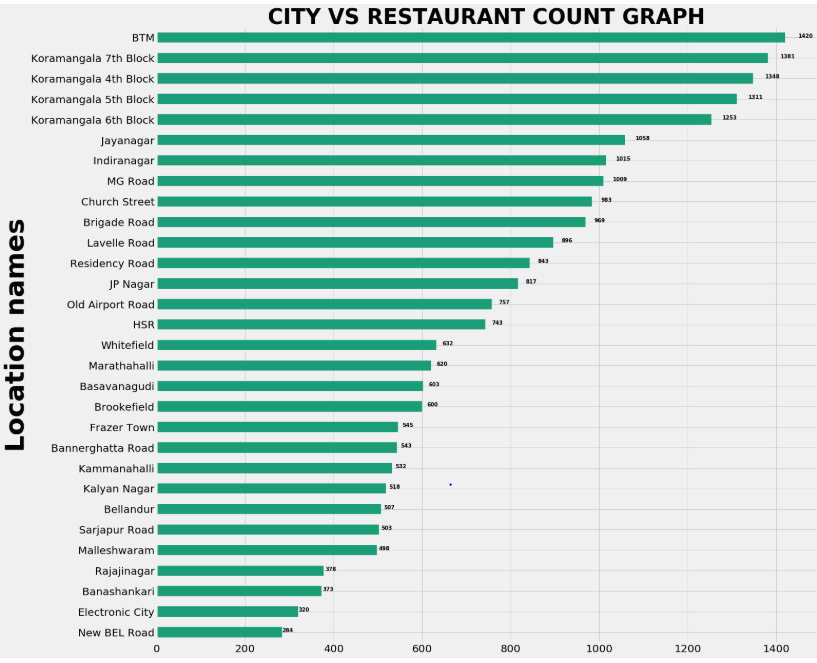 CITY VS RESTAURANT COUNT GRAPH
Location names
BTM 1420
Koramangala 7th Block 1381
Koramangala 4th Block 1348
Koramangala 5th Block 1311
Koramangala 6th Block 1253
Jayanagar 1058
Indiranagar 1015
MG Road 1009
Church Street 983
Brigade Road 969
Lavelle Road 896
Residency Road 843
JP Nagar 817
Old Airport Road 757
HSR 743
Whitefield 632
Marathahalli 620
Basavanagudi 603
Brookefield 600
Frazer Town 545
Bannerghatta Road 543
Kammanahalli 532
Kalyan Nagar 518
Bellandur 507
Sarjapur Road 503
Malleshwaram 498
Rajajinagar 378
Banashankari 373
Electronic City 320
New BEL Road 284
0 200 400 600 800 1000 1200 1400